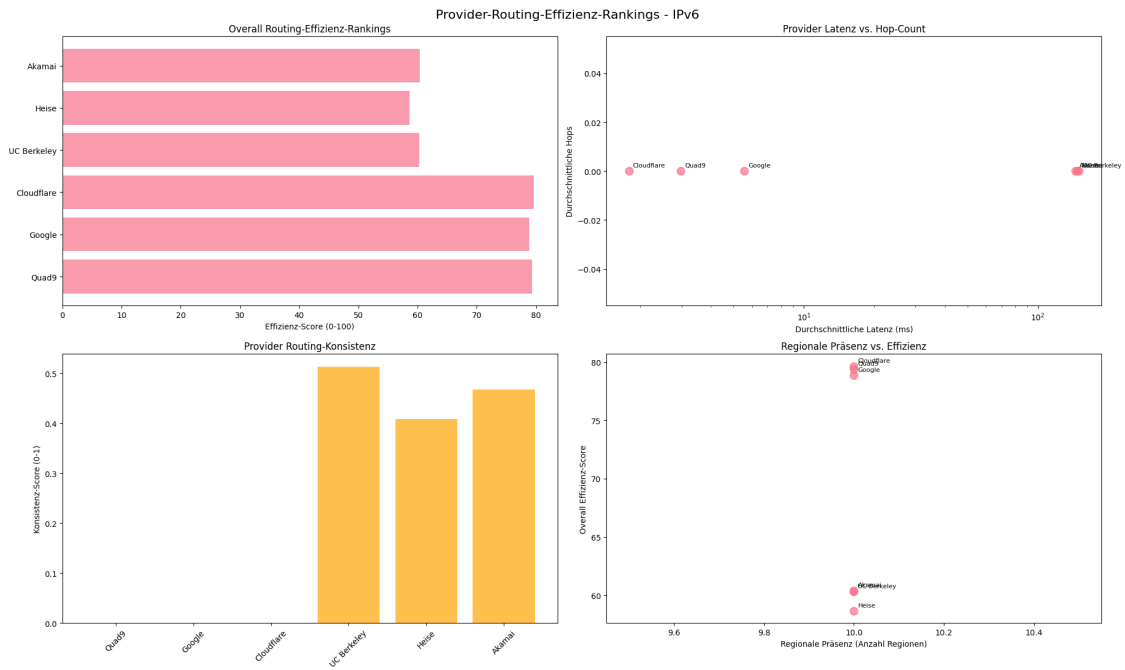 Provider-Routing-Effizienz-Rankings - IPv6
Overall Routing-Effizienz-Rankings
Akamai
Heise
UC Berkeley
Cloudflare
Google
Quad9
0 10 20 30 40 50 60 70 80
Effizienz-Score (0-100)
Provider Latenz vs. Hop-Count
Durchschnittliche Hops
0.04
0.02
0.00
−0.02
−0.04
Cloudflare Quad9 Google Berkeley
10¹ 10²
Durchschnittliche Latenz (ms)
Provider Routing-Konsistenz
Konsistenz-Score (0-1)
0.5
0.4
0.3
0.2
0.1
0.0
Quad9 Google Cloudflare UC Berkeley Heise Akamai
Regionale Präsenz vs. Effizienz
Overall Effizienz-Score
80
75
70
65
60
Cloudflare
Quad9
Google
Akamai
UC Berkeley
Heise
9.6 9.8 10.0 10.2 10.4
Regionale Präsenz (Anzahl Regionen)